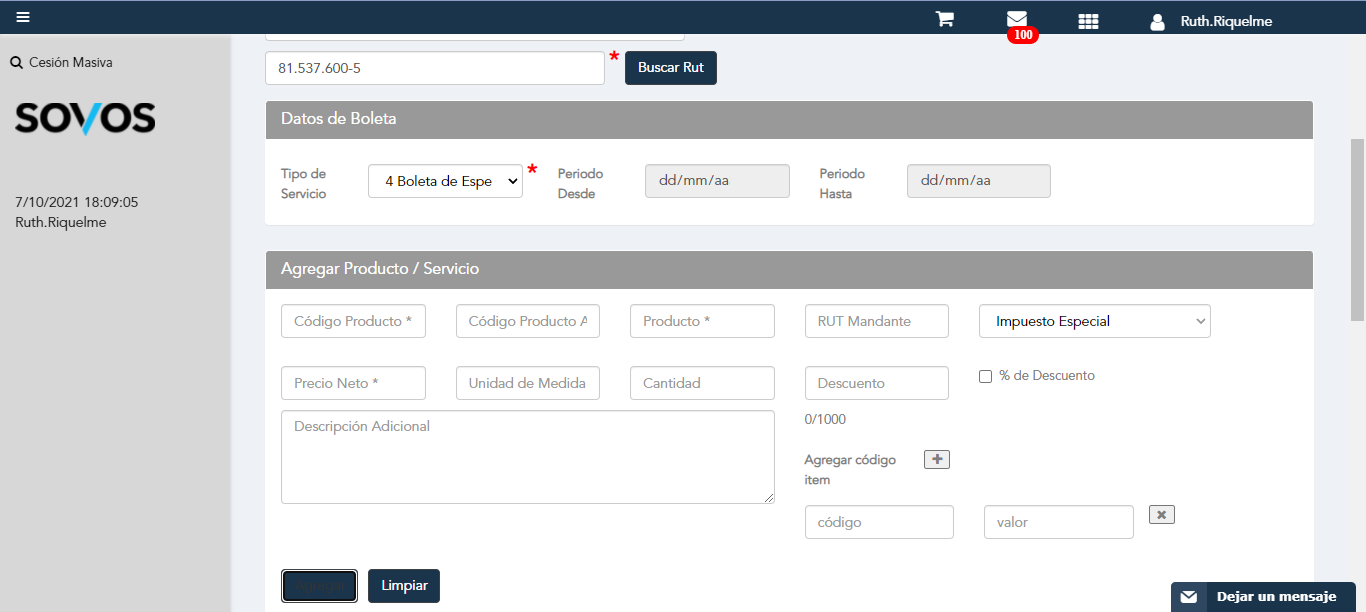 100
Ruth.Riquelme
Cesión Masiva
SOVOS
7/10/2021 18:09:05
Ruth.Riquelme
81.537.600-5 *
Buscar Rut
Datos de Boleta
Tipo de
Servicio
4 Boleta de Espe
*
Periodo
Desde
dd/mm/aa
Periodo
Hasta
dd/mm/aa
Agregar Producto / Servicio
Código Producto *
Código Producto A
Producto *
RUT Mandante
Impuesto Especial
Precio Neto *
Unidad de Medida
Cantidad
Descuento
% de Descuento
Descripción Adicional
0/1000
Agregar código
item
código
valor
Agregar
Limpiar
Dejar un mensaje